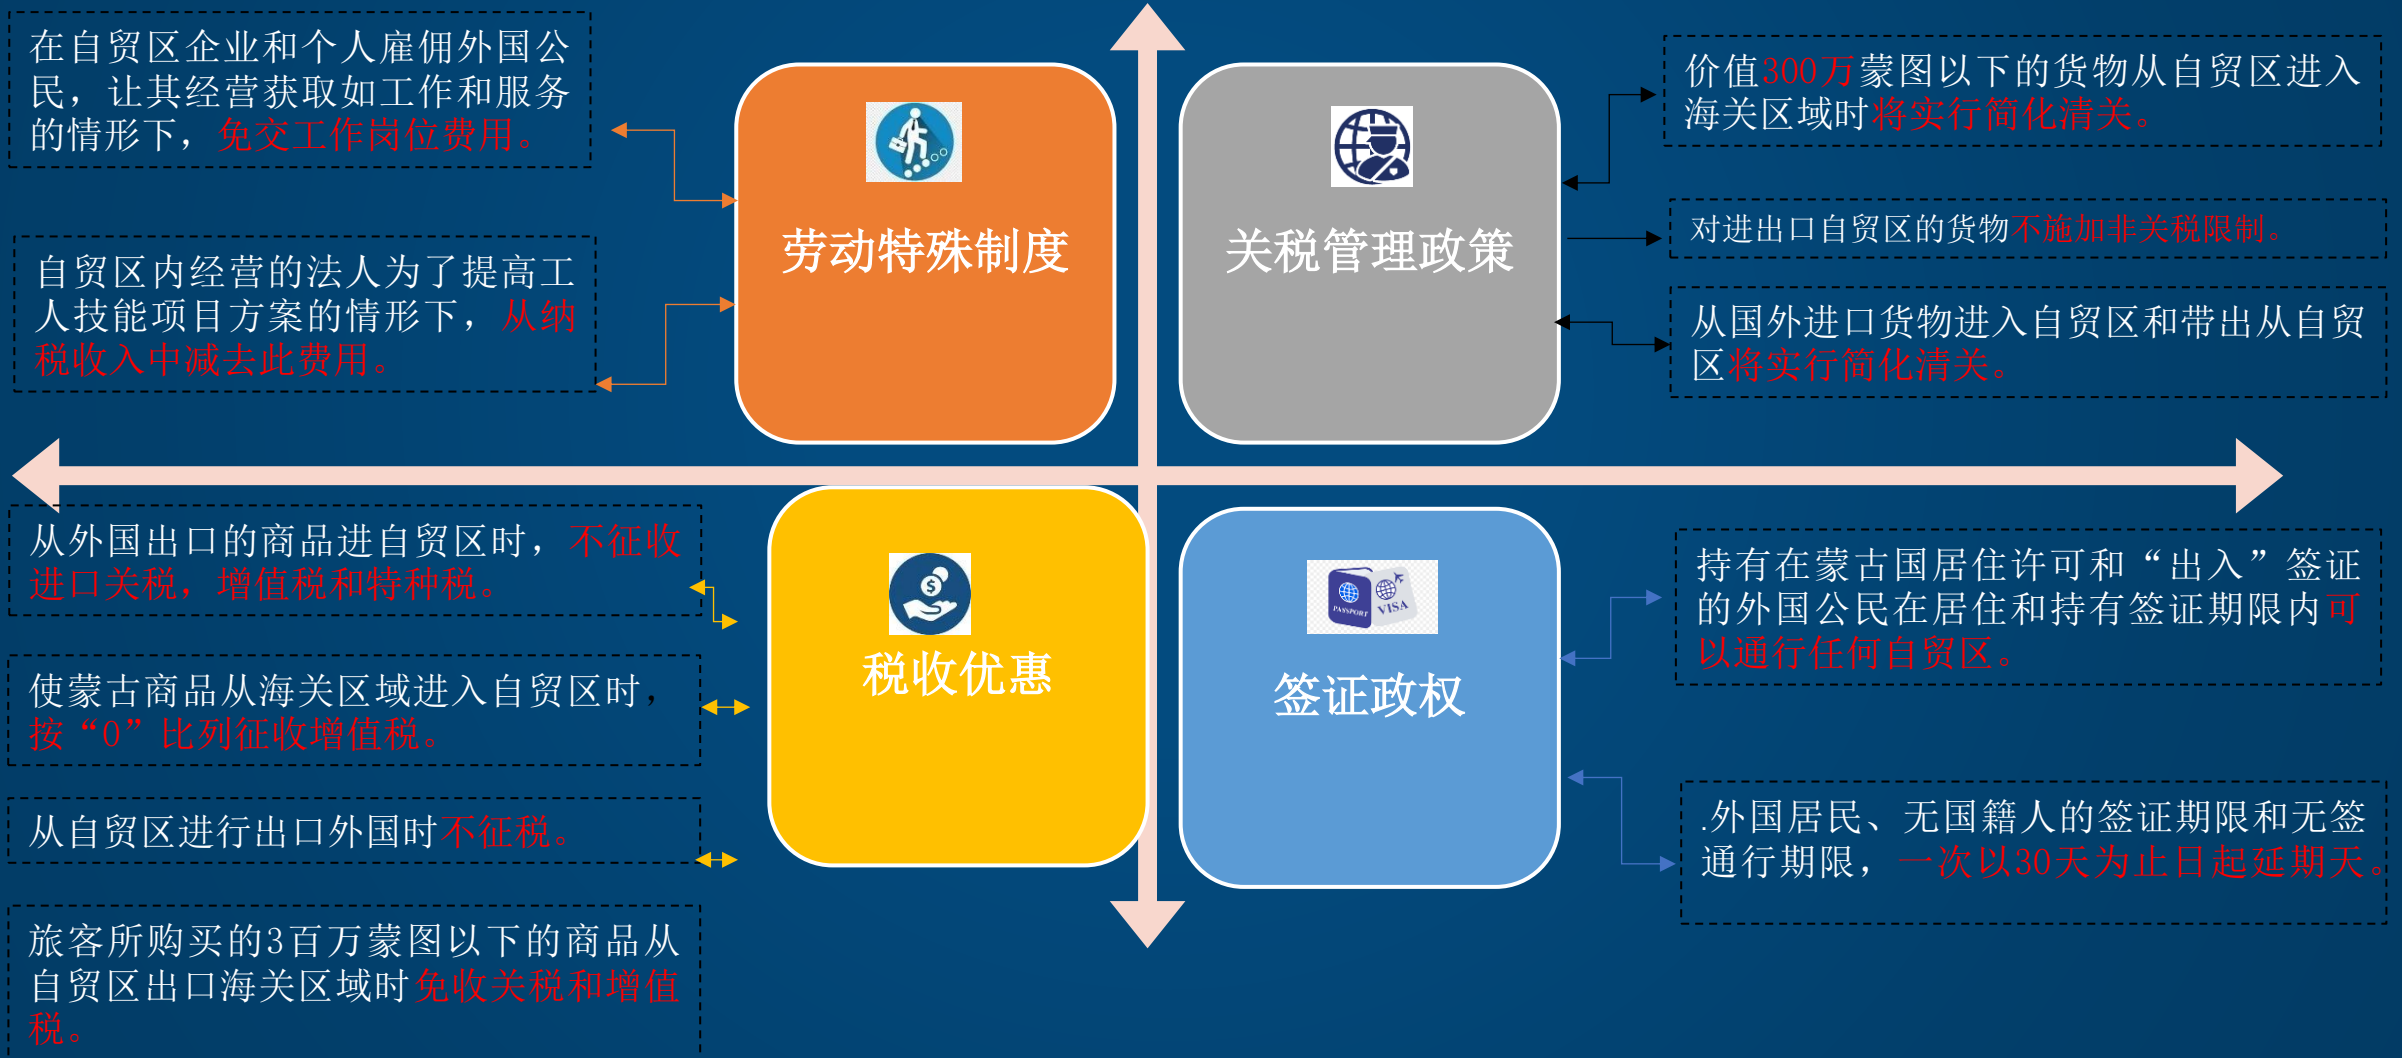 在自贸区企业和个人雇佣外国公
民，让其经营获取如工作和服务
的情形下，免交工作岗位费用。
自贸区内经营的法人为了提高工
人技能项目方案的情形下，从纳
税收入中减去此费用。
劳动特殊制度
关税管理政策
价值300万蒙图以下的货物从自贸区进入
海关区域时将实行简化清关。
对进出口自贸区的货物不施加非关税限制。
从国外进口货物进入自贸区和带出从自贸
区将实行简化清关。
从外国出口的商品进自贸区时，不征收
进口关税，增值税和特种税。
使蒙古商品从海关区域进入自贸区时，
按“0”比列征收增值税。
从自贸区进行出口外国时不征税。
旅客所购买的3百万蒙图以下的商品从
自贸区出口海关区域时免收关税和增值
税。
$
税收优惠
PASSPORT
VISA
签证政权
持有在蒙古国居住许可和“出入”签证
的外国公民在居住和持有签证期限内可
以通行任何自贸区。
.外国居民、无国籍人的签证期限和无签
通行期限，一次以30天为止日起延期天。